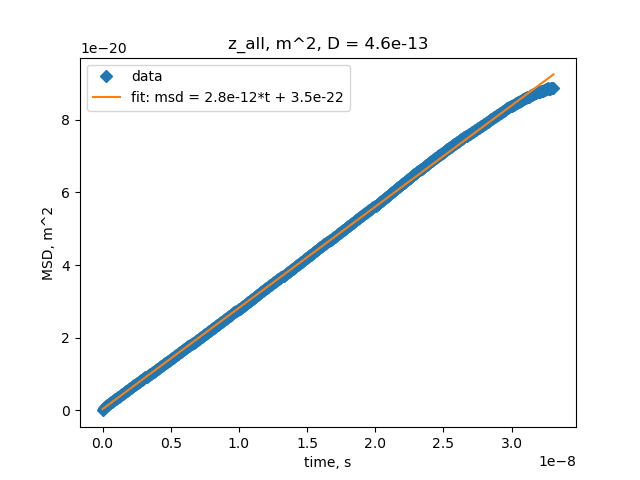 z_all, m^2, D = 4.6e-13
1e−20
data
fit: msd = 2.8e-12*t + 3.5e-22
8
6
4
2
0
MSD, m^2
0.0 0.5 1.0 1.5 2.0 2.5 3.0
time, s
1e−8